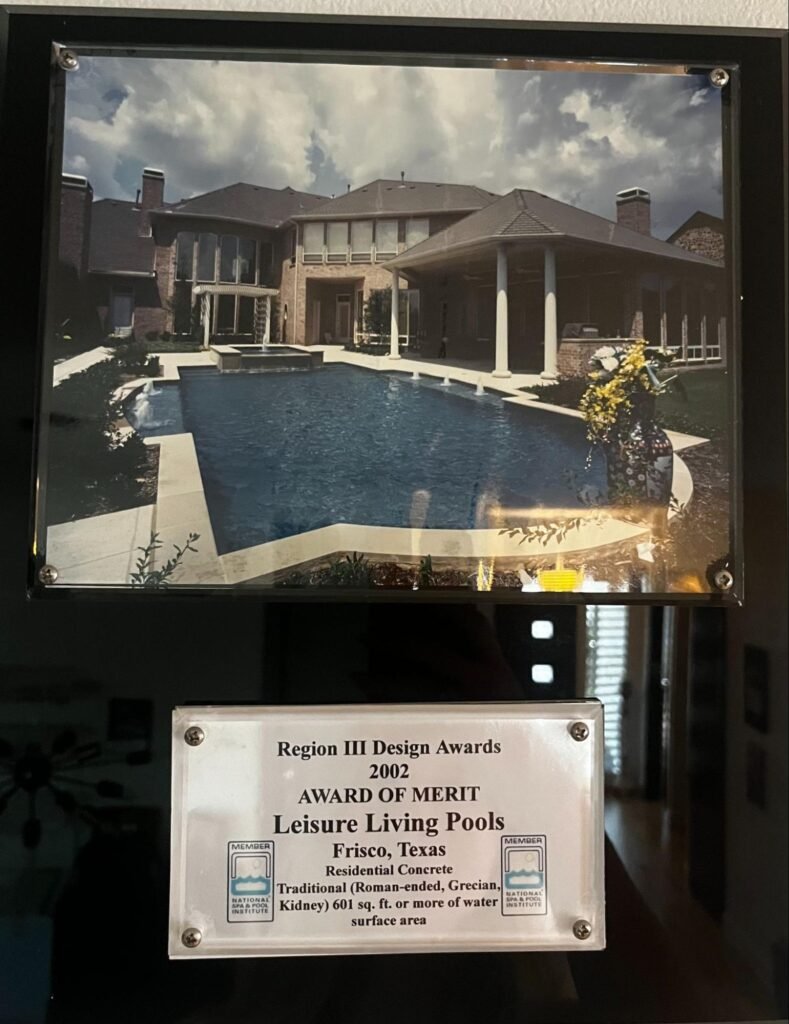 Region III Design Awards
2002
AWARD OF MERIT
Leisure Living Pools
Frisco, Texas
Residential Concrete
Traditional (Roman-ended, Grecian,
Kidney) 601 sq. ft. or more of water
surface area
MEMBER
NATIONAL
SPA & POOL
INSTITUTE
MEMBER
NATIONAL
SPA & POOL
INSTITUTE